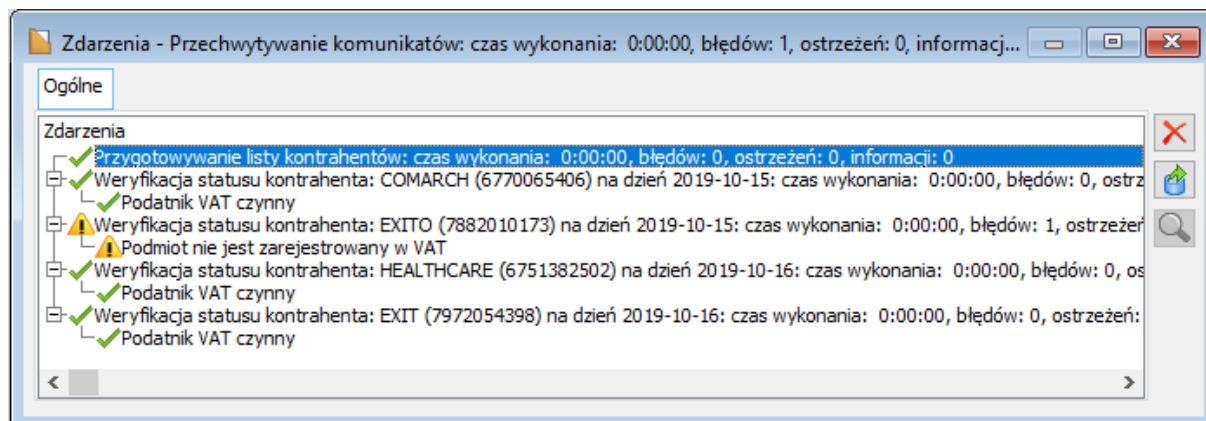 Zdarzenia - Przechwytywanie komunikatów: czas wykonania:  0:00:00, błędów: 1, ostrzeżeń: 0, informacj...
Ogólne
Zdarzenia
Przygotowywanie listy kontrahentów: czas wykonania:  0:00:00, błędów: 0, ostrzeżeń: 0, informacji: 0
Weryfikacja statusu kontrahenta: COMARCH (6770065406) na dzień 2019-10-15: czas wykonania:  0:00:00, błędów: 0, ostrz
Podatnik VAT czynny
Weryfikacja statusu kontrahenta: EXITO (7882010173) na dzień 2019-10-15: czas wykonania:  0:00:00, błędów: 1, ostrzeżeń
Podmiot nie jest zarejestrowany w VAT
Weryfikacja statusu kontrahenta: HEALTHCARE (6751382502) na dzień 2019-10-16: czas wykonania:  0:00:00, błędów: 0, os
Podatnik VAT czynny
Weryfikacja statusu kontrahenta: EXIT (7972054398) na dzień 2019-10-16: czas wykonania:  0:00:00, błędów: 0, ostrzeżeń:
Podatnik VAT czynny